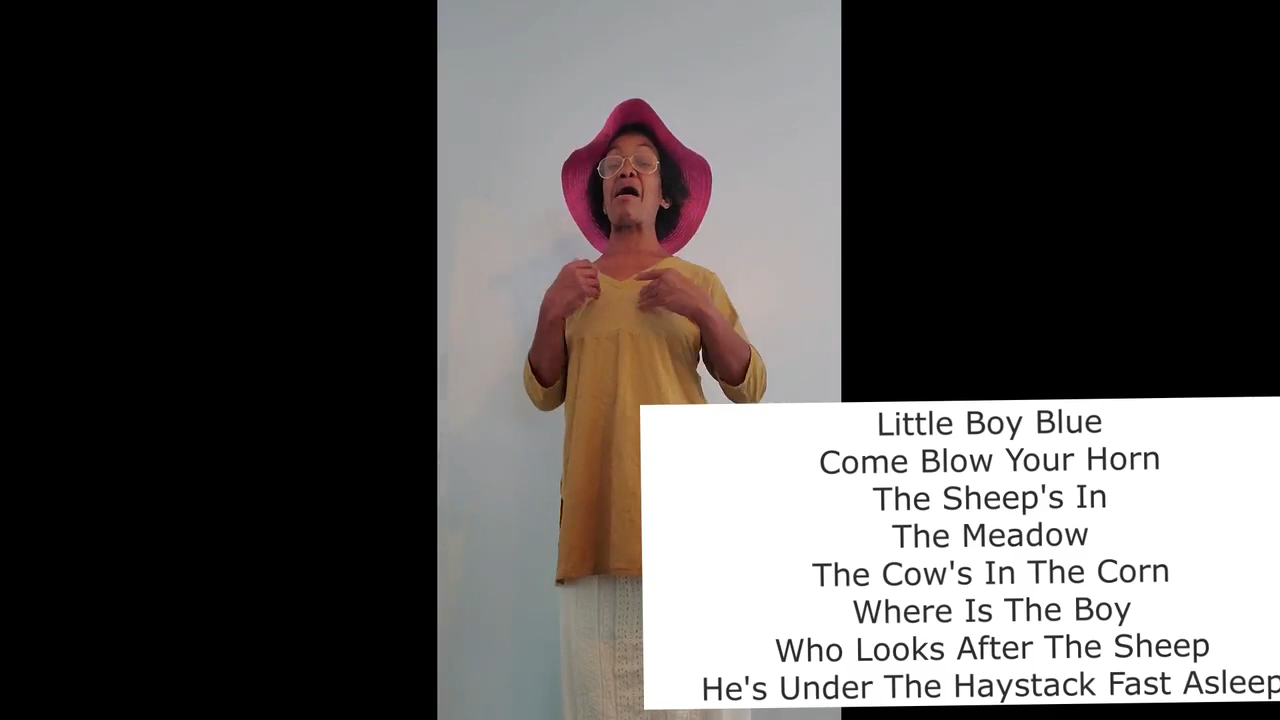 Little Boy Blue
Come Blow Your Horn
The Sheep's In
The Meadow
The Cow's In The Corn
Where Is The Boy
Who Looks After The Sheep
He's Under The Haystack Fast Asleep